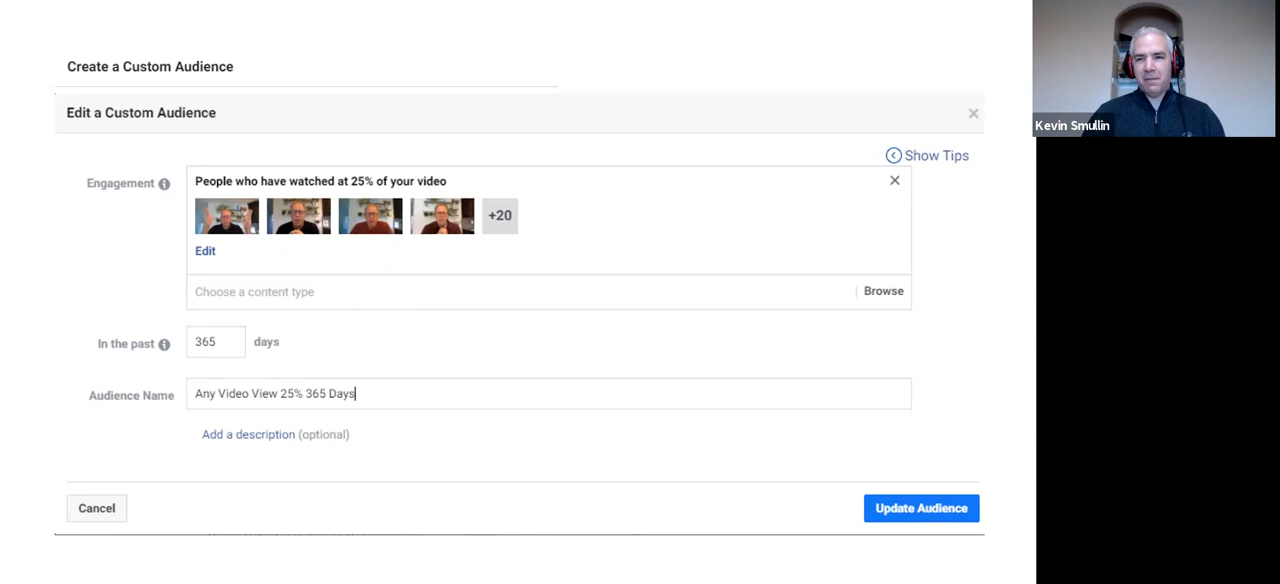 Create a Custom Audience
Edit a Custom Audience
×
Show Tips
Engagement
People who have watched at 25% of your video
+20
Edit
Choose a content type
Browse
In the past
365
days
Audience Name
Any Video View 25% 365 Days
Add a description (optional)
Cancel
Update Audience
Kevin Smullin